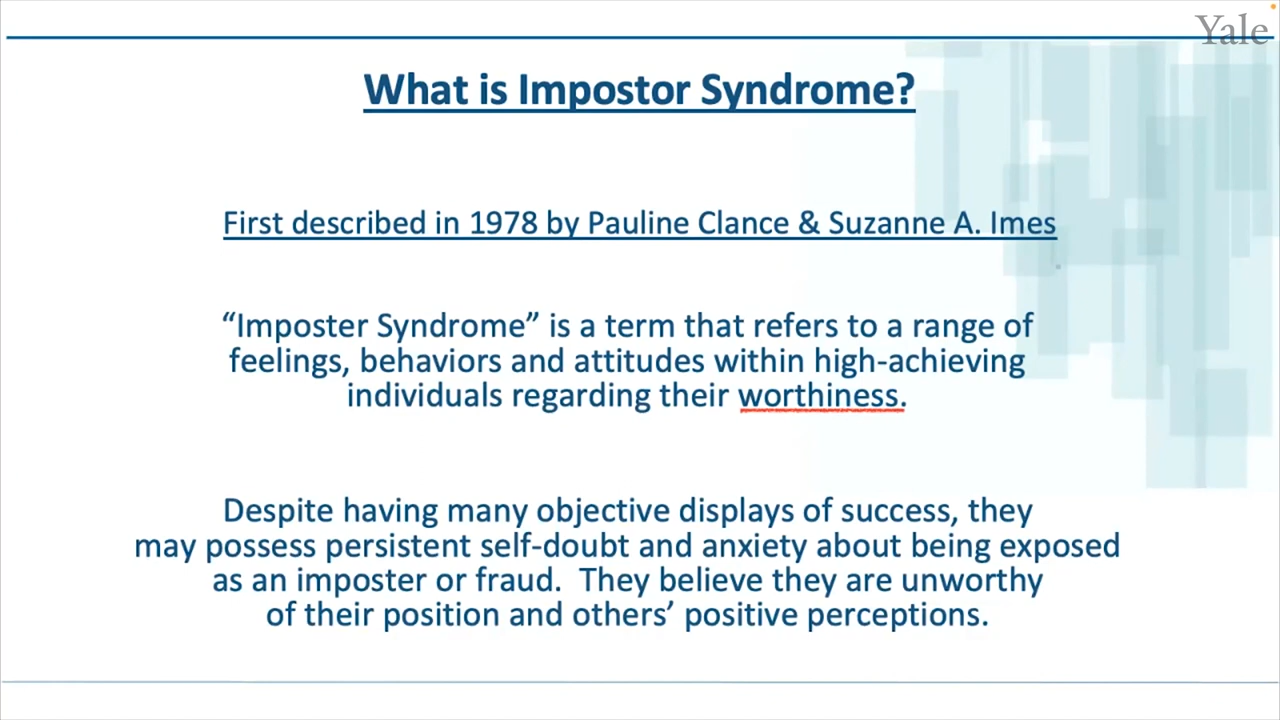 Yale
What is Impostor Syndrome?
First described in 1978 by Pauline Clance & Suzanne A. Imes
“Imposter Syndrome” is a term that refers to a range of
feelings, behaviors and attitudes within high-achieving
individuals regarding their worthiness.
Despite having many objective displays of success, they
may possess persistent self-doubt and anxiety about being exposed
as an imposter or fraud.  They believe they are unworthy
of their position and others’ positive perceptions.